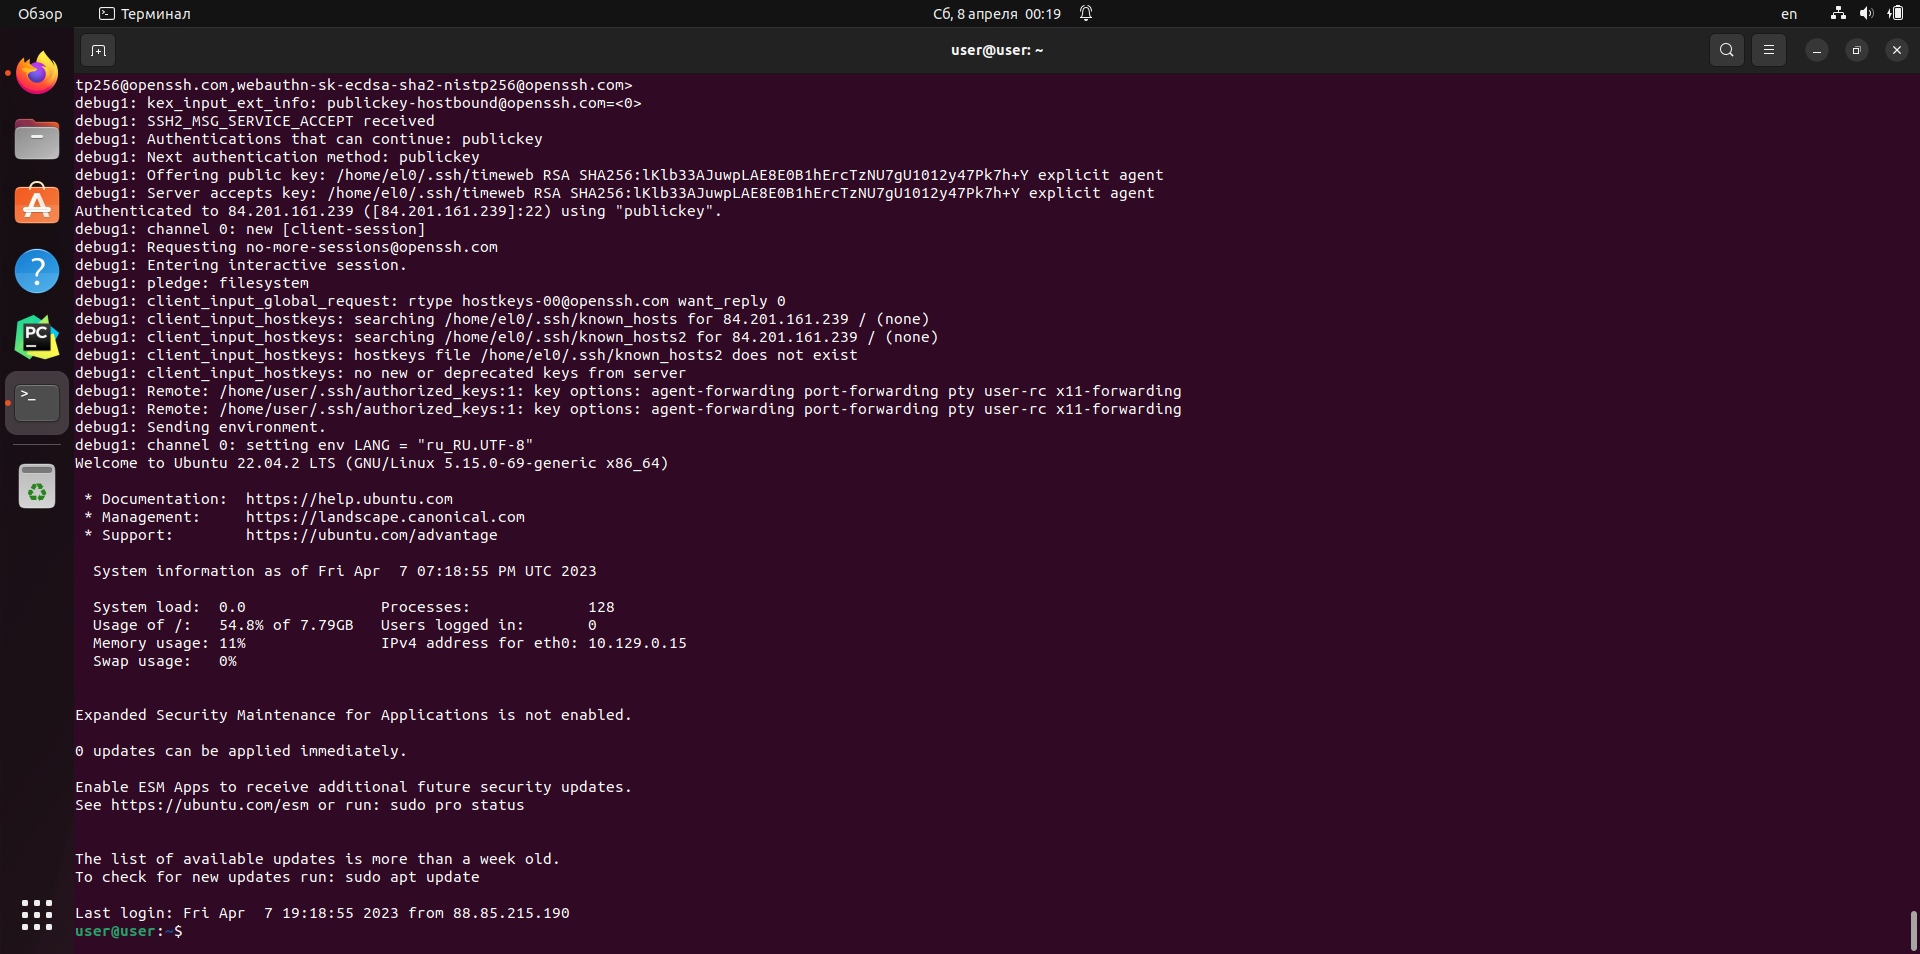 Обзор Терминал Сб, 8 апреля 00:19 en
user@user: ~
tp256@openssh.com,webauthn-sk-ecdsa-sha2-nistp256@openssh.com>
debug1: kex_input_ext_info: publickey-hostbound@openssh.com=<0>
debug1: SSH2_MSG_SERVICE_ACCEPT received
debug1: Authentications that can continue: publickey
debug1: Next authentication method: publickey
debug1: Offering public key: /home/el0/.ssh/timeweb RSA SHA256:lKlb33AJuwpLAE8E0B1hErcTzNU7gU1012y47Pk7h+Y explicit agent
debug1: Server accepts key: /home/el0/.ssh/timeweb RSA SHA256:lKlb33AJuwpLAE8E0B1hErcTzNU7gU1012y47Pk7h+Y explicit agent
Authenticated to 84.201.161.239 ([84.201.161.239]:22) using "publickey".
debug1: channel 0: new [client-session]
debug1: Requesting no-more-sessions@openssh.com
debug1: Entering interactive session.
debug1: pledge: filesystem
debug1: client_input_global_request: rtype hostkeys-00@openssh.com want_reply 0
debug1: client_input_hostkeys: searching /home/el0/.ssh/known_hosts for 84.201.161.239 / (none)
debug1: client_input_hostkeys: searching /home/el0/.ssh/known_hosts2 for 84.201.161.239 / (none)
debug1: client_input_hostkeys: hostkeys file /home/el0/.ssh/known_hosts2 does not exist
debug1: client_input_hostkeys: no new or deprecated keys from server
debug1: Remote: /home/user/.ssh/authorized_keys:1: key options: agent-forwarding port-forwarding pty user-rc x11-forwarding
debug1: Remote: /home/user/.ssh/authorized_keys:1: key options: agent-forwarding port-forwarding pty user-rc x11-forwarding
debug1: Sending environment.
debug1: channel 0: setting env LANG = "ru_RU.UTF-8"
Welcome to Ubuntu 22.04.2 LTS (GNU/Linux 5.15.0-69-generic x86_64)
* Documentation: https://help.ubuntu.com
* Management: https://landscape.canonical.com
* Support: https://ubuntu.com/advantage
System information as of Fri Apr 7 07:18:55 PM UTC 2023
System load: 0.0 Processes: 128
Usage of /: 54.8% of 7.79GB Users logged in: 0
Memory usage: 11% IPv4 address for eth0: 10.129.0.15
Swap usage: 0%
Expanded Security Maintenance for Applications is not enabled.
0 updates can be applied immediately.
Enable ESM Apps to receive additional future security updates.
See https://ubuntu.com/esm or run: sudo pro status
The list of available updates is more than a week old.
To check for new updates run: sudo apt update
Last login: Fri Apr 7 19:18:55 2023 from 88.85.215.190
user@user:~$
PC